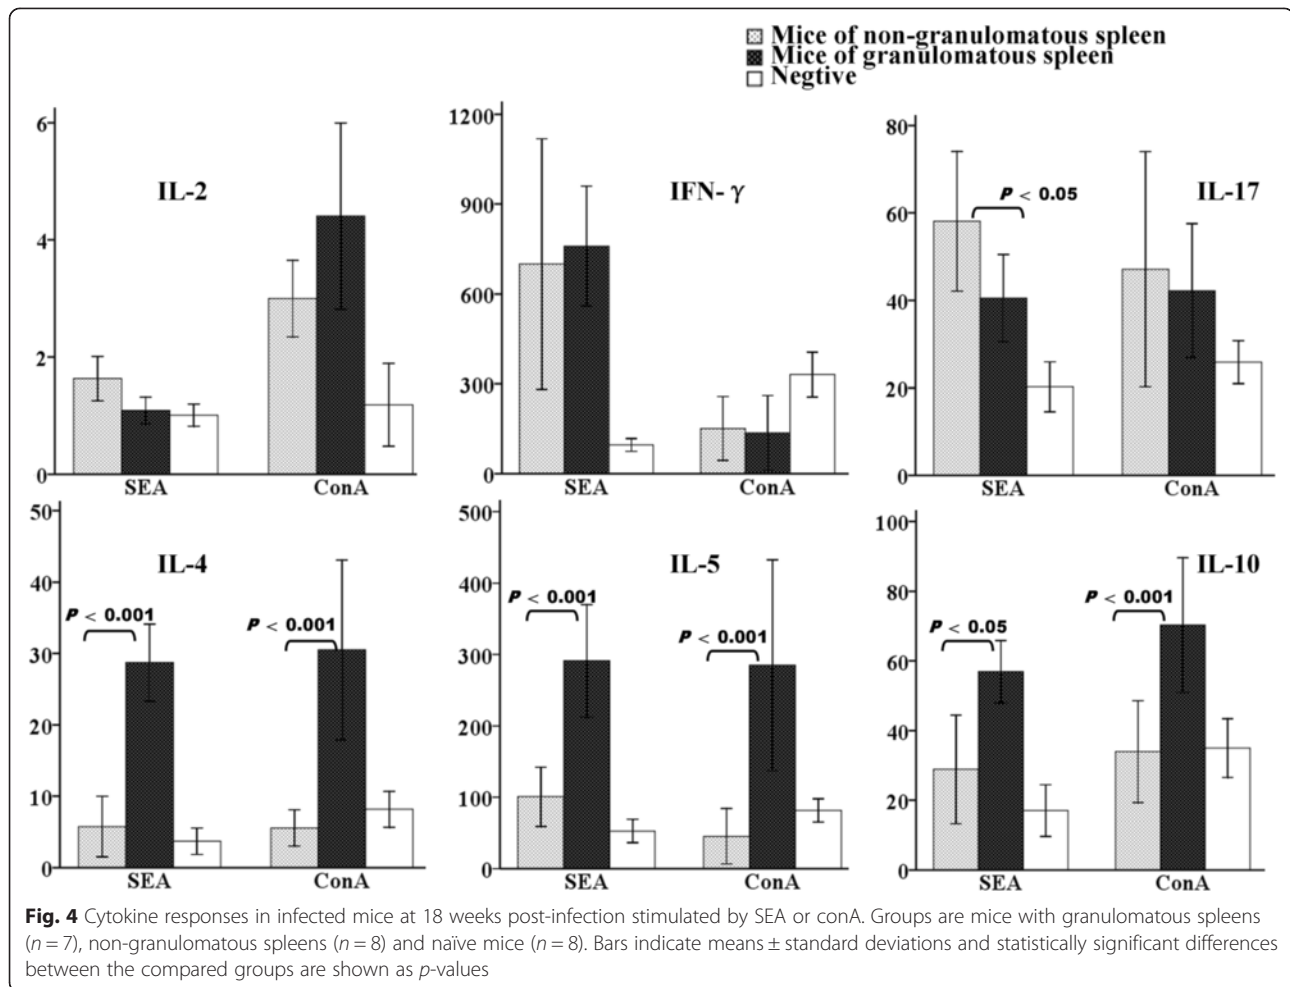 Mice of non-granulomatous spleen
Mice of granulomatous spleen
Negtive
6
4
2
0
IL-2
SEA
ConA
1200
900
600
300
0
IFN- γ
SEA
ConA
80
60
40
20
0
P < 0.05
IL-17
SEA
ConA
50
40
30
20
10
0
IL-4
P < 0.001
P < 0.001
SEA
ConA
500
400
300
200
100
0
IL-5
P < 0.001
P < 0.001
SEA
ConA
100
80
60
40
20
0
IL-10
P < 0.05
P < 0.001
SEA
ConA
Fig. 4 Cytokine responses in infected mice at 18 weeks post-infection stimulated by SEA or conA. Groups are mice with granulomatous spleens
(n = 7), non-granulomatous spleens (n = 8) and naïve mice (n = 8). Bars indicate means ± standard deviations and statistically significant differences
between the compared groups are shown as p-values